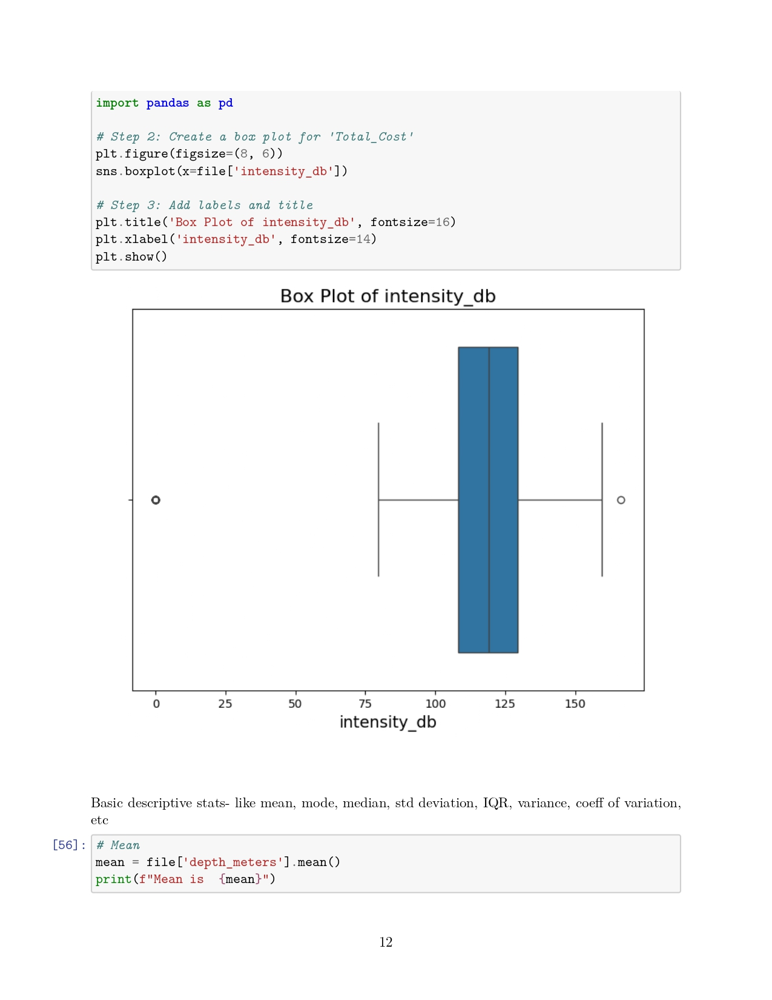 import pandas as pd
# Step 2: Create a box plot for 'Total_Cost'
plt.figure(figsize=(8, 6))
sns.boxplot(x=file['intensity_db'])
# Step 3: Add labels and title
plt.title('Box Plot of intensity_db', fontsize=16)
plt.xlabel('intensity_db', fontsize=14)
plt.show()
Box Plot of intensity_db
0 25 50 75 100 125 150
intensity_db
Basic descriptive stats- like mean, mode, median, std deviation, IQR, variance, coeff of variation,
etc
[56]: # Mean
mean = file['depth_meters'].mean()
print(f"Mean is  {mean}")
12